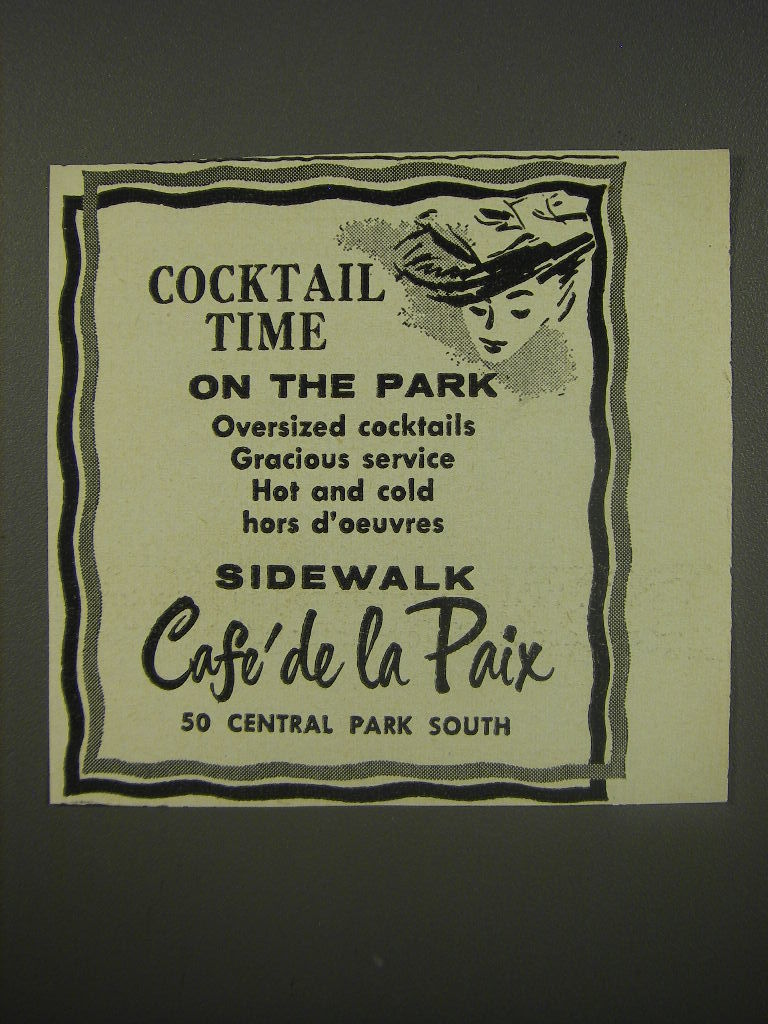 COCKTAIL
TIME
ON THE PARK
Oversized cocktails
Gracious service
Hot and cold
hors d'oeuvres
SIDEWALK
Café de la Paix
50 CENTRAL PARK SOUTH